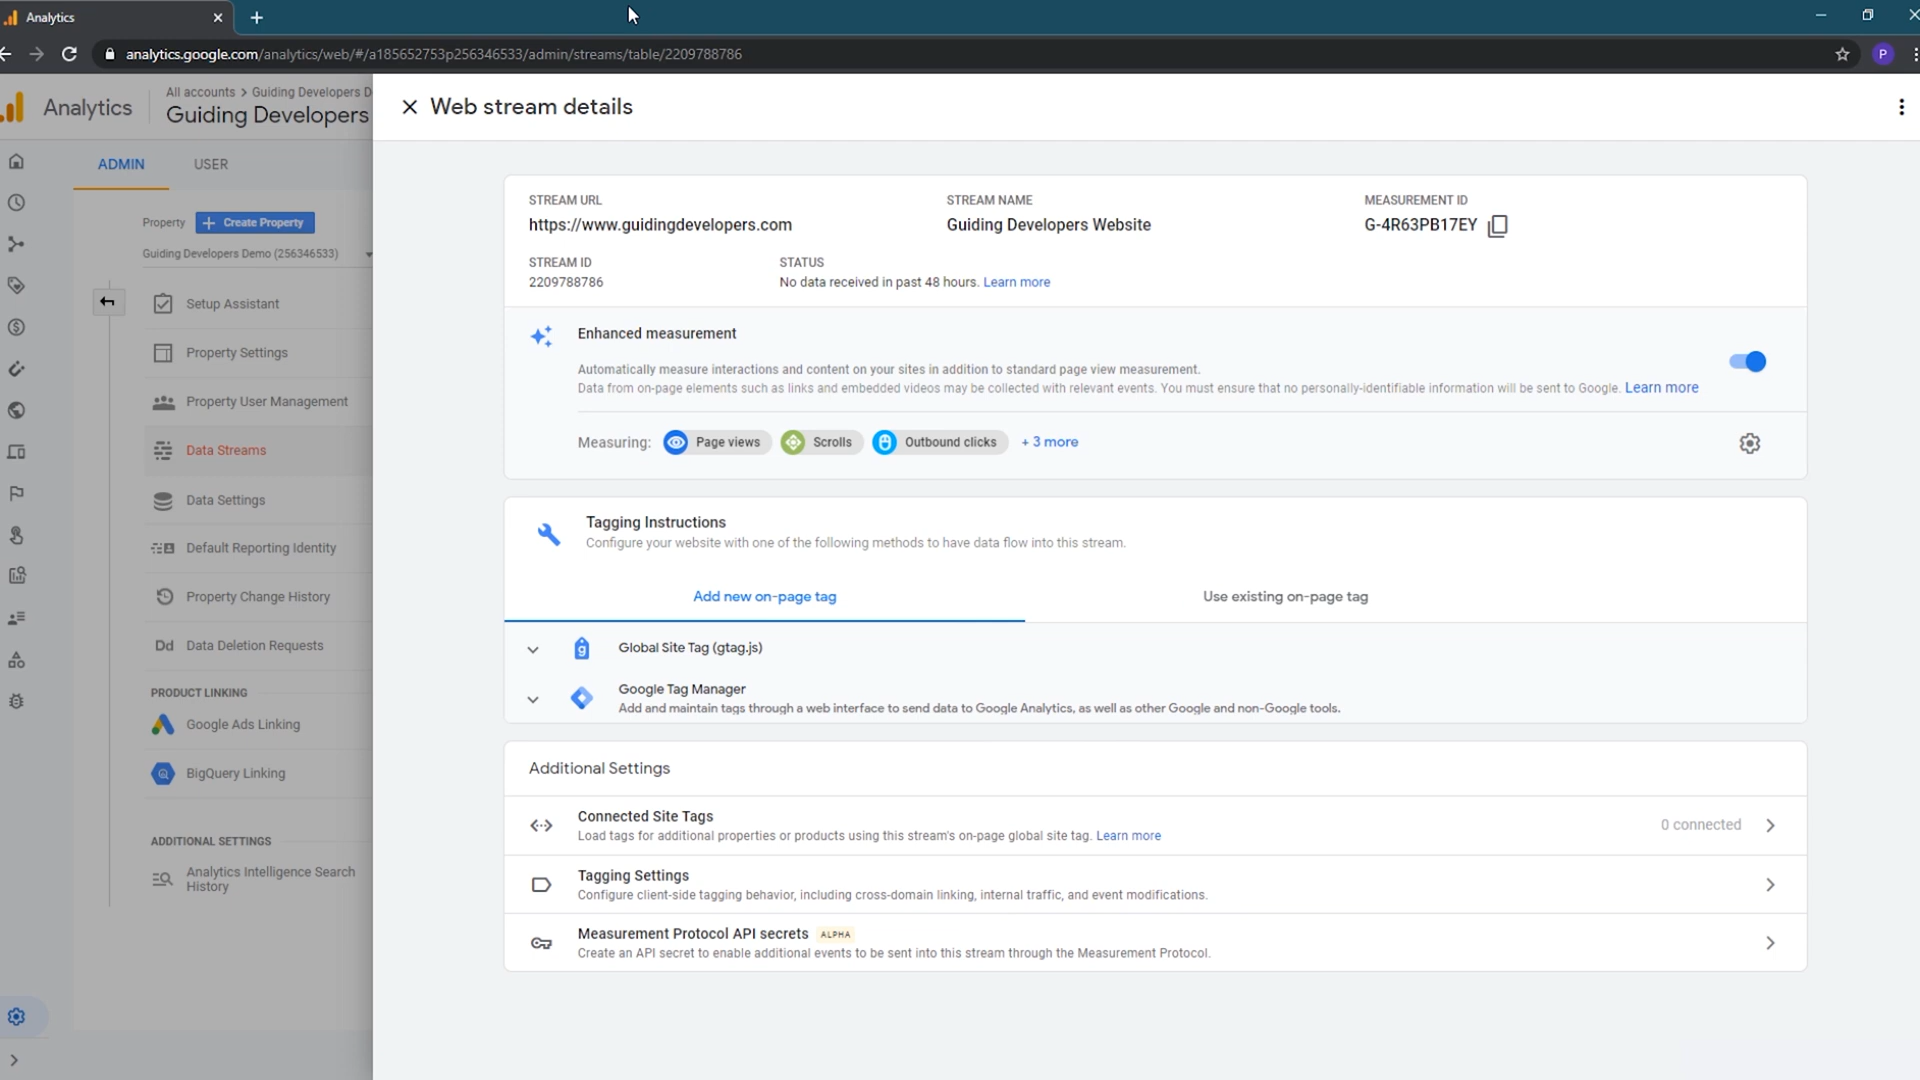 Analytics
analytics.google.com/analytics/web/#/a185652753p256346533/admin/streams/table/2209788786
P
Analytics
All accounts > Guiding Developers D
Guiding Developers
ADMIN
USER
Property
Create Property
Guiding Developers Demo (256346533)
Setup Assistant
Property Settings
Property User Management
Data Streams
Data Settings
Default Reporting Identity
Property Change History
Dd Data Deletion Requests
PRODUCT LINKING
Google Ads Linking
BigQuery Linking
ADDITIONAL SETTINGS
Analytics Intelligence Search
History
Web stream details
STREAM URL
https://www.guidingdevelopers.com
STREAM NAME
Guiding Developers Website
MEASUREMENT ID
G-4R63PB17EY
STREAM ID
2209788786
STATUS
No data received in past 48 hours. Learn more
Enhanced measurement
Automatically measure interactions and content on your sites in addition to standard page view measurement.
Data from on-page elements such as links and embedded videos may be collected with relevant events. You must ensure that no personally-identifiable information will be sent to Google. Learn more
Measuring: Page views Scrolls Outbound clicks + 3 more
Tagging Instructions
Configure your website with one of the following methods to have data flow into this stream.
Add new on-page tag
Use existing on-page tag
g Global Site Tag (gtag.js)
Google Tag Manager
Add and maintain tags through a web interface to send data to Google Analytics, as well as other Google and non-Google tools.
Additional Settings
Connected Site Tags
Load tags for additional properties or products using this stream's on-page global site tag. Learn more
0 connected
Tagging Settings
Configure client-side tagging behavior, including cross-domain linking, internal traffic, and event modifications.
Measurement Protocol API secrets ALPHA
Create an API secret to enable additional events to be sent into this stream through the Measurement Protocol.